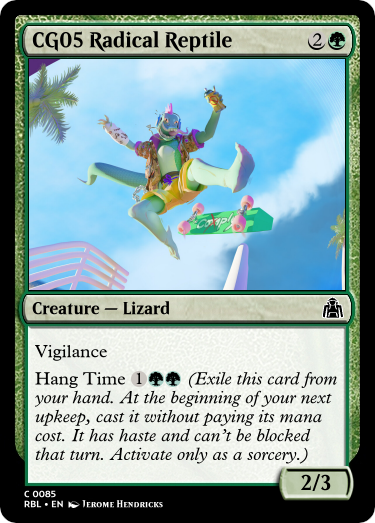 CG05 Radical Reptile 2
Creature — Lizard
Vigilance
Hang Time 1 (Exile this card from
your hand. At the beginning of your next
upkeep, cast it without paying its mana
cost. It has haste and can't be blocked
that turn. Activate only as a sorcery.)
2/3
C 0085
RBL • EN Jerome Hendricks